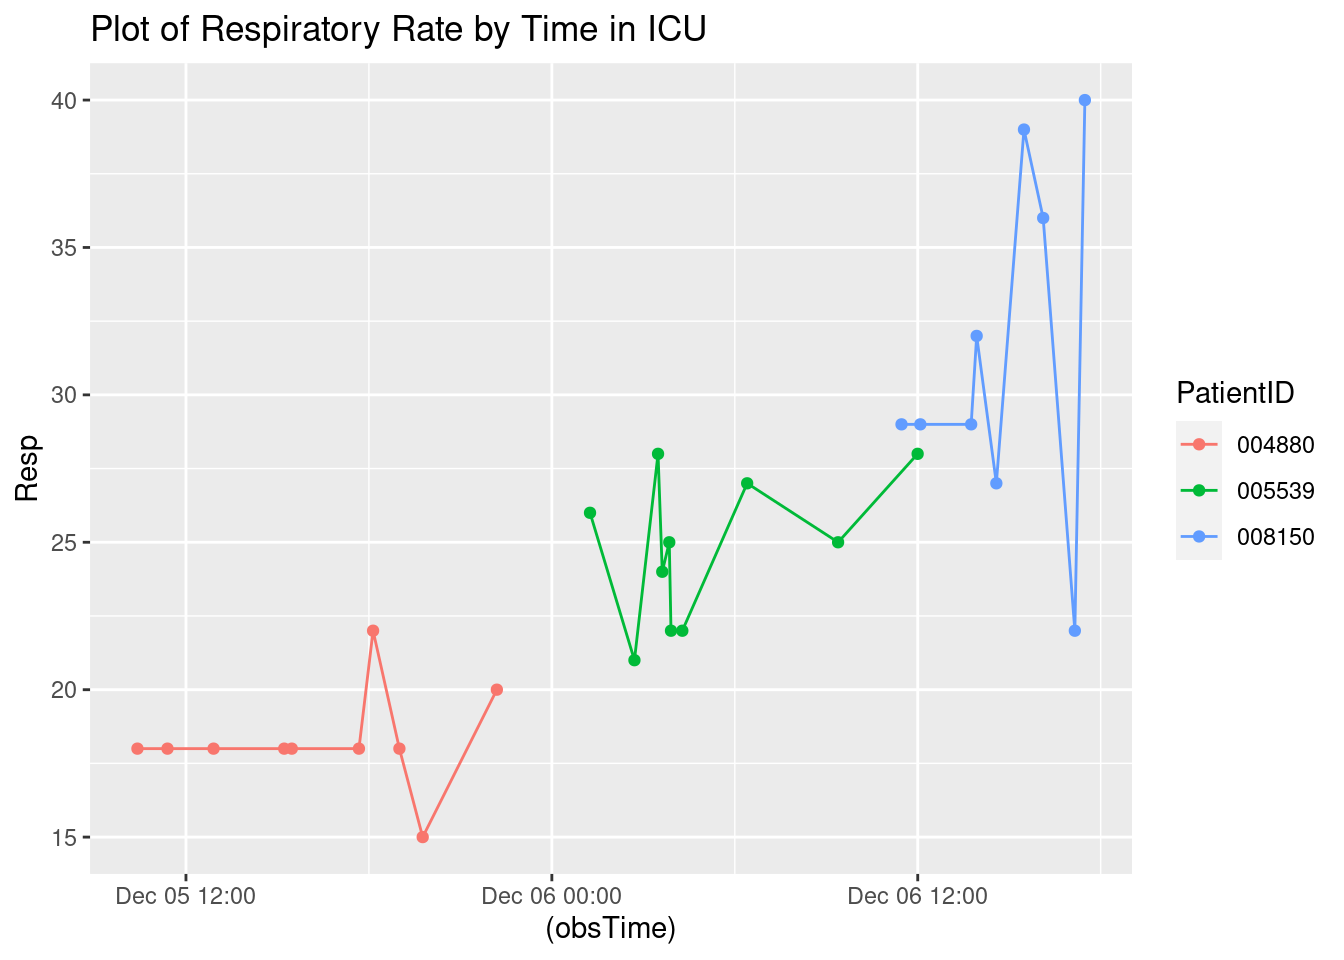 Plot of Respiratory Rate by Time in ICU
40
35
30
25
20
15
Resp
Dec 05 12:00
Dec 06 00:00
Dec 06 12:00
(obsTime)
PatientID
004880
005539
008150